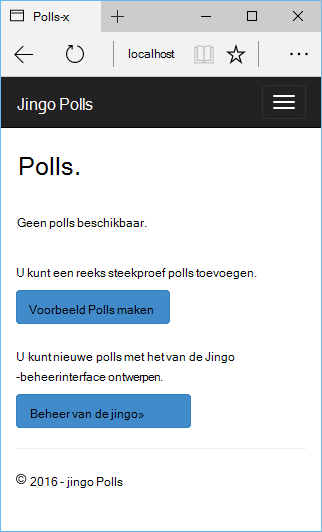 Polls-x
localhost
Jingo Polls
Polls.
Geen polls beschikbaar.
U kunt een reeks steekproef polls toevoegen.
Voorbeeld Polls maken
U kunt nieuwe polls met het van de Jingo
-beheerinterface ontwerpen.
Beheer van de jingo»
© 2016 - jingo Polls